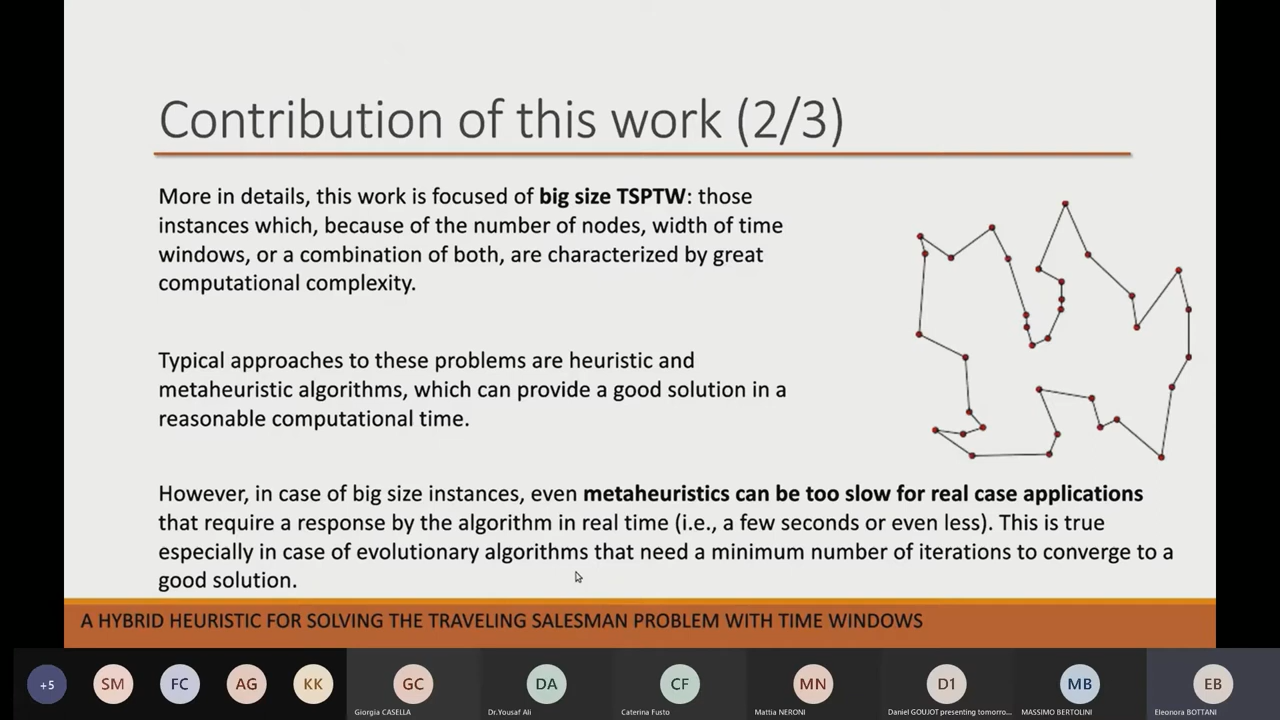 Contribution of this work (2/3)
More in details, this work is focused of big size TSPTW: those
instances which, because of the number of nodes, width of time
windows, or a combination of both, are characterized by great
computational complexity.
Typical approaches to these problems are heuristic and
metaheuristic algorithms, which can provide a good solution in a
reasonable computational time.
However, in case of big size instances, even metaheuristics can be too slow for real case applications
that require a response by the algorithm in real time (i.e., a few seconds or even less). This is true
especially in case of evolutionary algorithms that need a minimum number of iterations to converge to a
good solution.
A HYBRID HEURISTIC FOR SOLVING THE TRAVELING SALESMAN PROBLEM WITH TIME WINDOWS
+5 SM FC AG KK GC DA CF MN D1 MB EB
Giorgia CASELLA Dr.Yousaf Ali Caterina Fusto Mattia NERONI Daniel GOUJOT presenting tomorro... MASSIMO BERTOLINI Eleonora BOTTANI